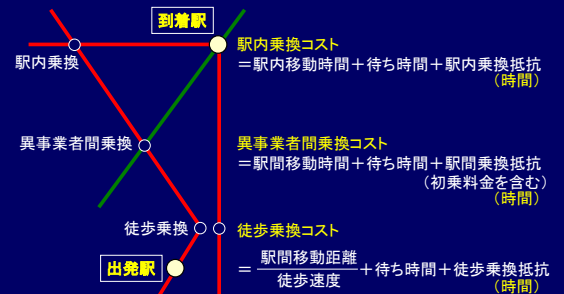 到着駅
駅内乗換
駅内乗換コスト
＝駅内移動時間＋待ち時間＋駅内乗換抵抗
（時間）
異事業者間乗換
異事業者間乗換コスト
＝駅間移動時間＋待ち時間＋駅間乗換抵抗
（初乗料金を含む）
（時間）
徒歩乗換
徒歩乗換コスト
出発駅
＝ 駅間移動距離
徒歩速度
＋待ち時間＋徒歩乗換抵抗
（時間）